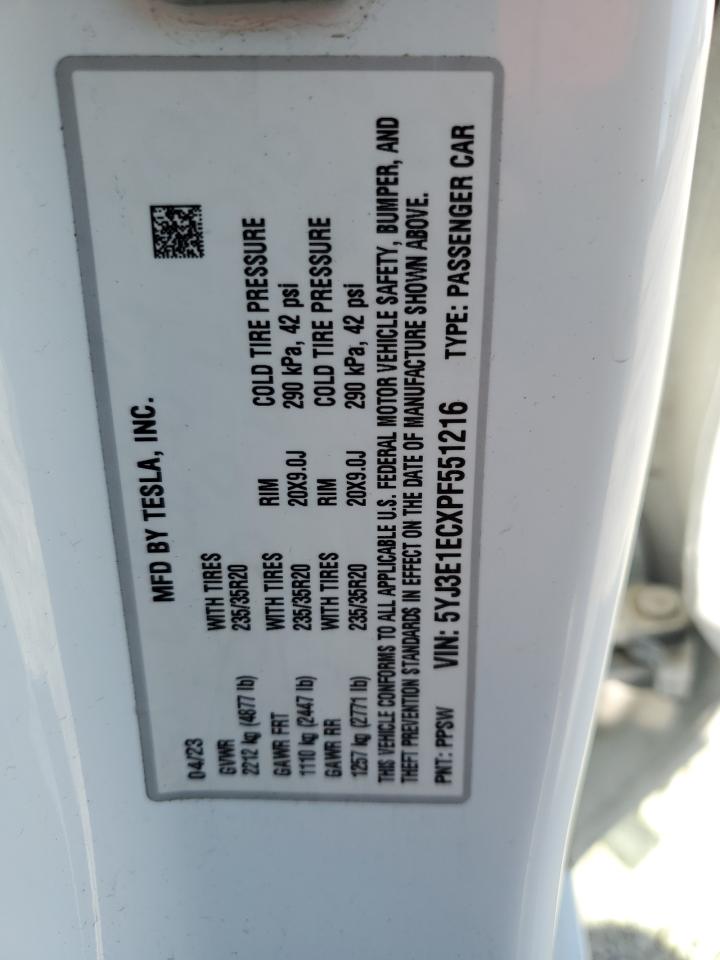 MFD BY TESLA, INC.
04/23
GVWR WITH TIRES
2212 kg (4877 lb) 235/35R20
GAWR FRT WITH TIRES RIM COLD TIRE PRESSURE
1110 kg (2447 lb) 235/35R20 20X9.0J 290 kPa, 42 psi
GAWR RR WITH TIRES RIM COLD TIRE PRESSURE
1257 kg (2771 lb) 235/35R20 20X9.0J 290 kPa, 42 psi
THIS VEHICLE CONFORMS TO ALL APPLICABLE U.S. FEDERAL MOTOR VEHICLE SAFETY, BUMPER, AND
THEFT PREVENTION STANDARDS IN EFFECT ON THE DATE OF MANUFACTURE SHOWN ABOVE.
PNT: PPSW VIN: 5YJ3E1ECXPF551216 TYPE: PASSENGER CAR